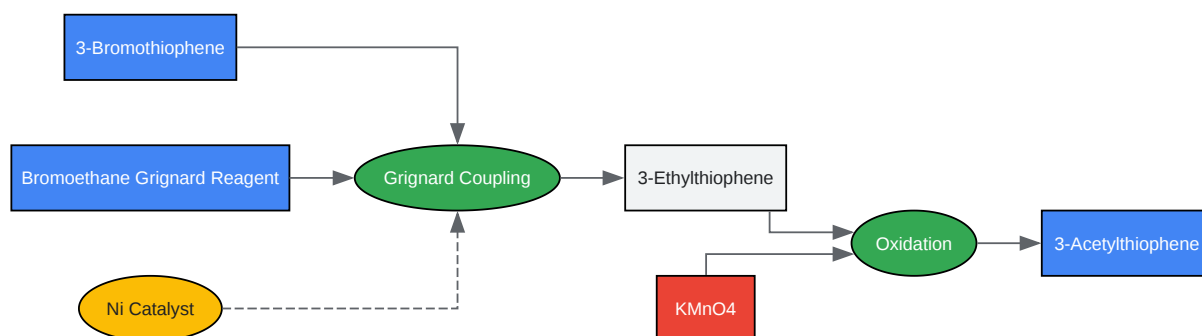 3-Bromothiophene
Bromoethane Grignard Reagent
Grignard Coupling
3-Ethylthiophene
Oxidation
3-Acetylthiophene
Ni Catalyst
KMnO4